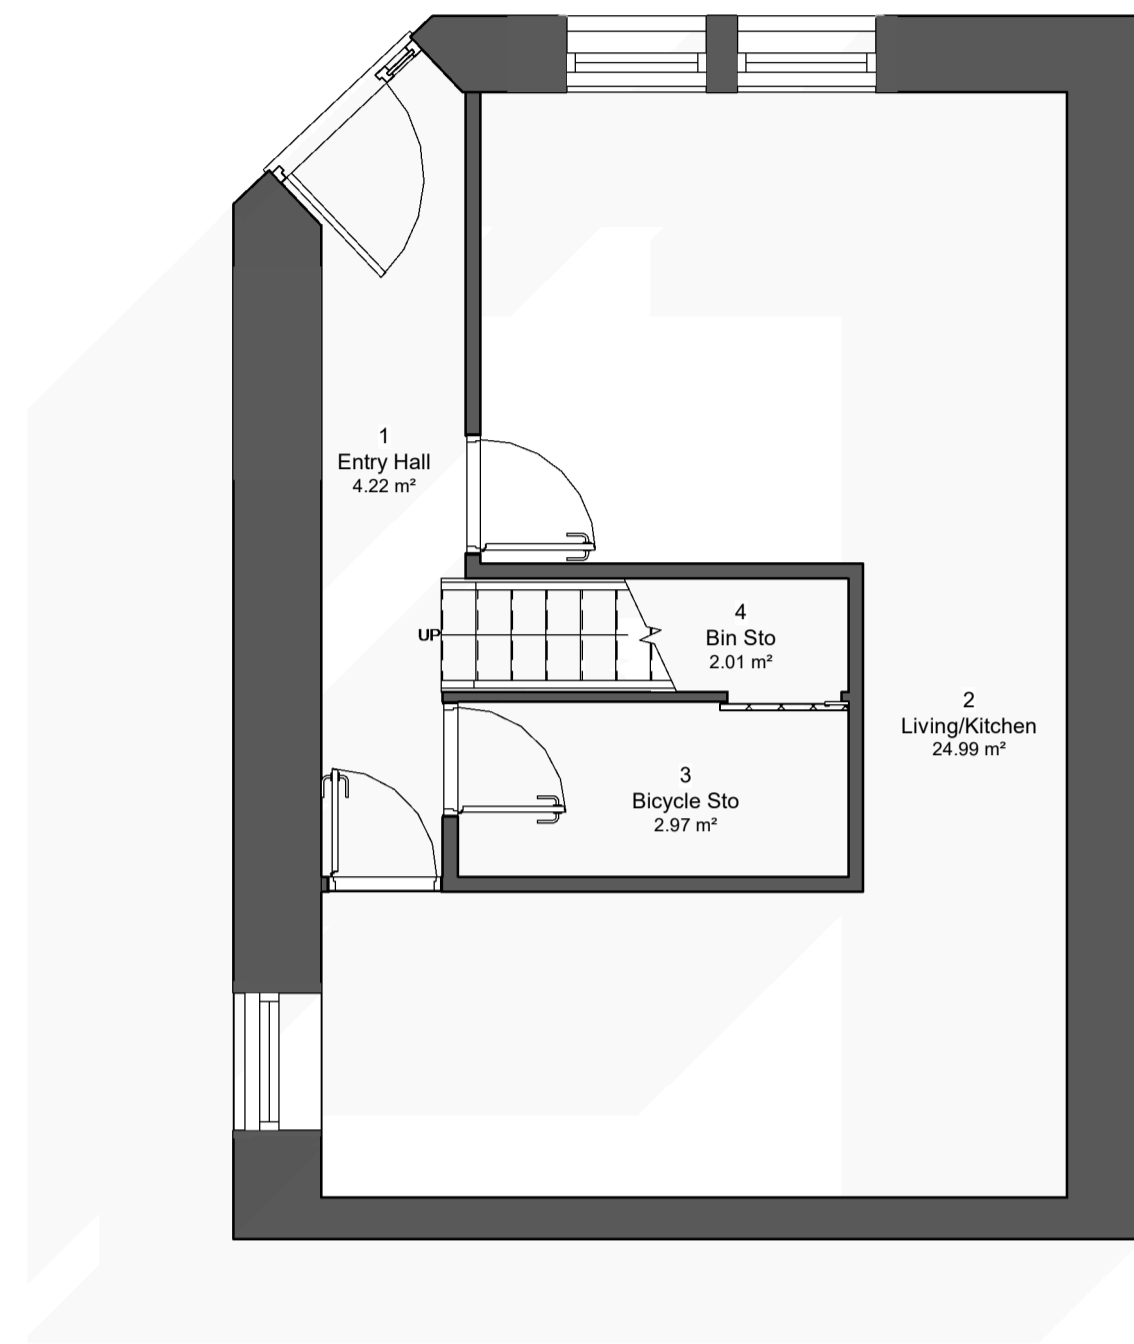 1
Entry Hall
4.22 m²
UP
4
Bin Sto
2.01 m²
2
Living/Kitchen
24.99 m²
3
Bicycle Sto
2.97 m²